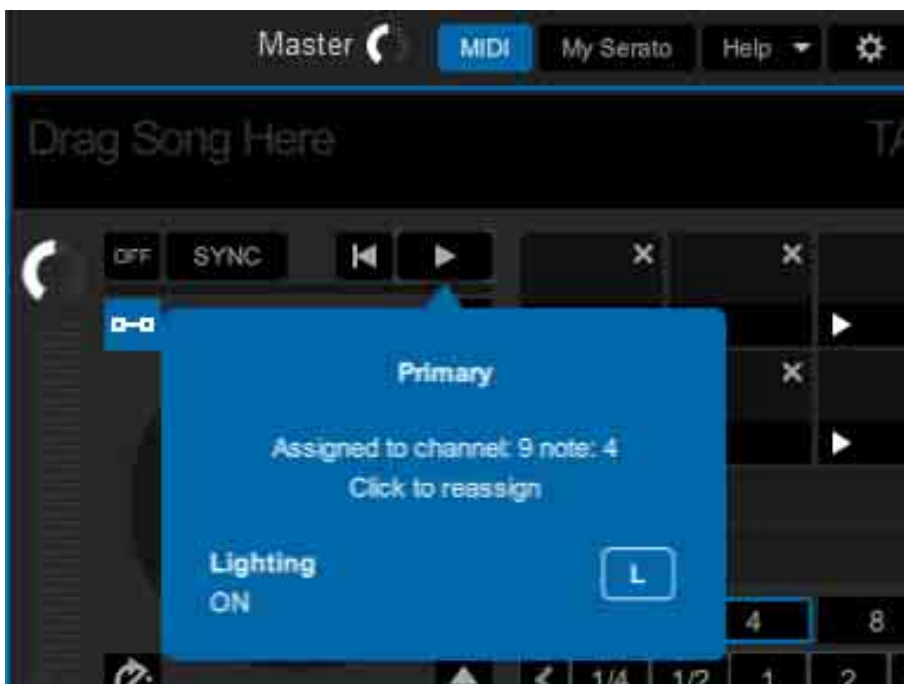 Master MIDI My Serato Help
Drag Song Here TA
OFF SYNC
Primary
Assigned to channel: 9 note: 4
Click to reassign
Lighting L
ON
4 8
1/4 1/2 1 2